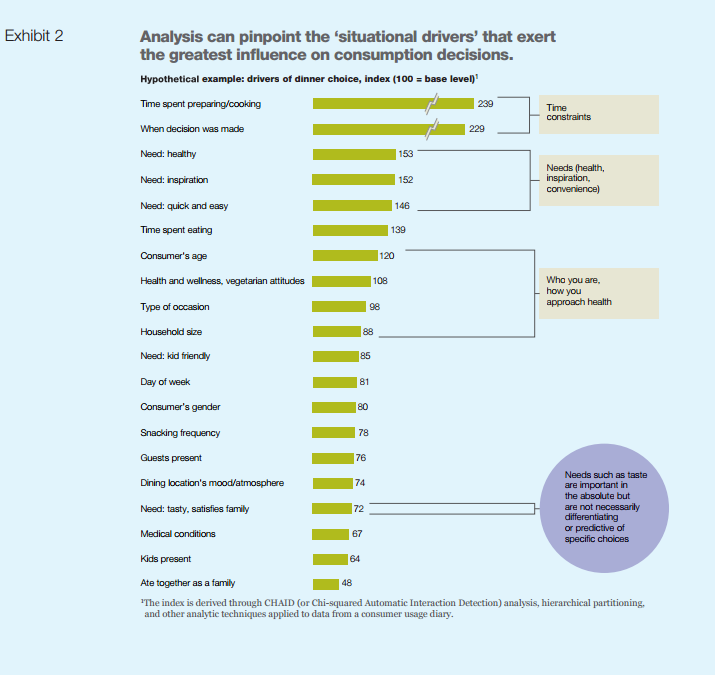 Exhibit 2
Analysis can pinpoint the ‘situational drivers’ that exert
the greatest influence on consumption decisions.
Hypothetical example: drivers of dinner choice, index (100 = base level)¹
Time spent preparing/cooking 239
When decision was made 229
Time
constraints
Need: healthy 153
Need: inspiration 152
Need: quick and easy 146
Needs (health,
inspiration,
convenience)
Time spent eating 139
Consumer's age 120
Health and wellness, vegetarian attitudes 108
Type of occasion 98
Household size 88
Who you are,
how you
approach health
Need: kid friendly 85
Day of week 81
Consumer's gender 80
Snacking frequency 78
Guests present 76
Dining location's mood/atmosphere 74
Need: tasty, satisfies family 72
Medical conditions 67
Kids present 64
Ate together as a family 48
Needs such as taste
are important in
the absolute but
are not necessarily
differentiating
or predictive of
specific choices
¹The index is derived through CHAID (or Chi-squared Automatic Interaction Detection) analysis, hierarchical partitioning,
and other analytic techniques applied to data from a consumer usage diary.